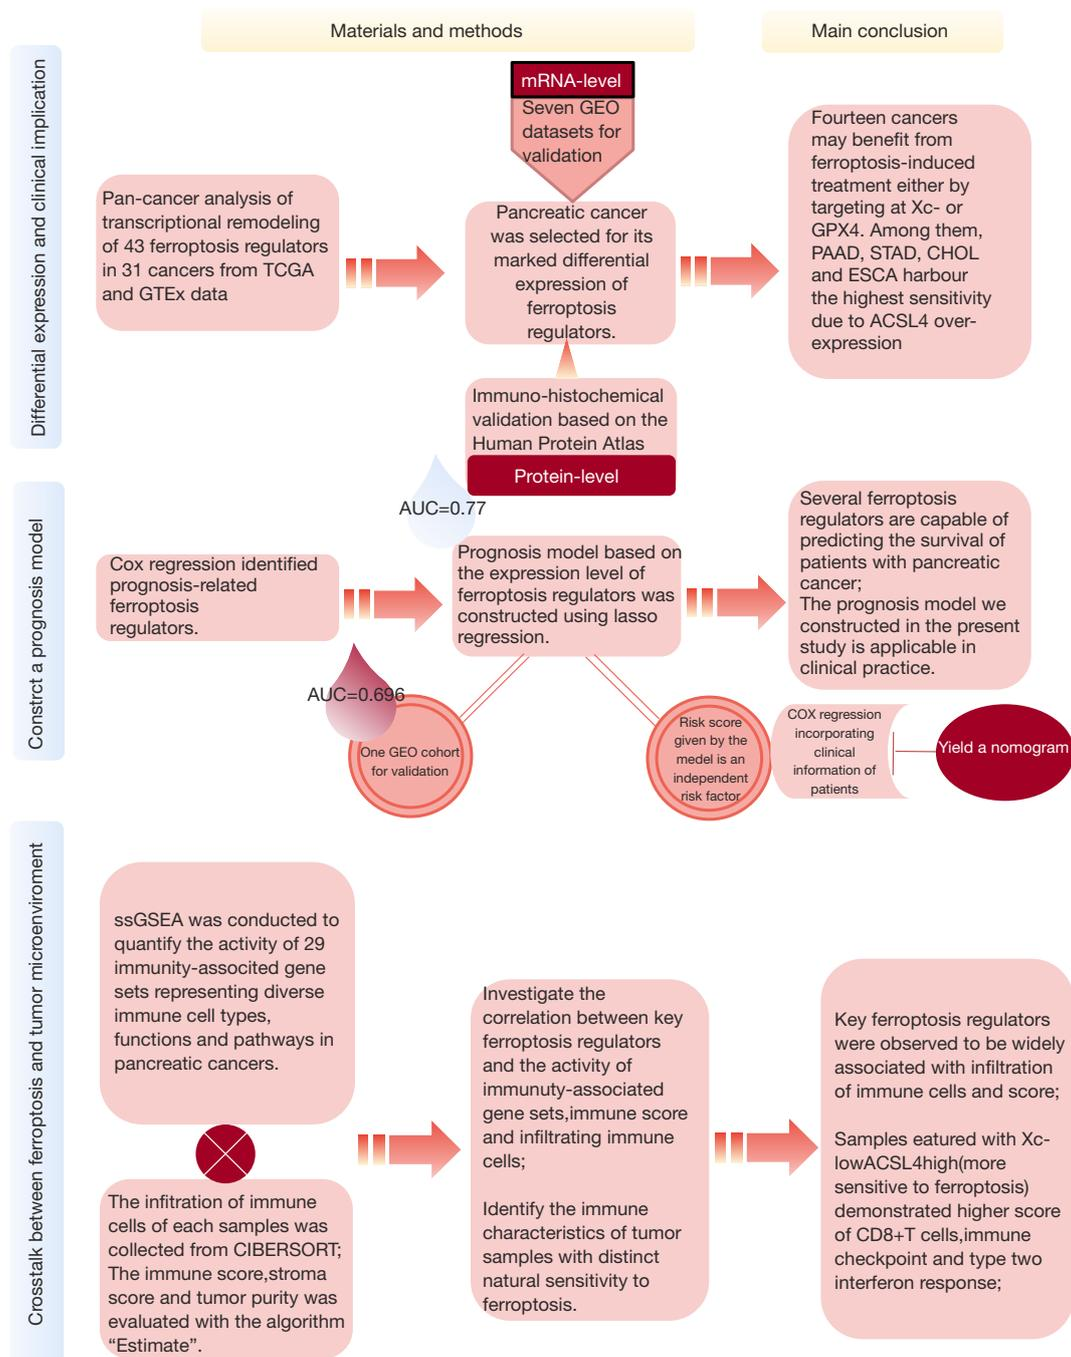 Materials and methods
Main conclusion
Differential expression and clinical implication
mRNA-level
Seven GEO
datasets for
validation
Pan-cancer analysis of
transcriptional remodeling
of 43 ferroptosis regulators
in 31 cancers from TCGA
and GTEx data
Pancreatic cancer
was selected for its
marked differential
expression of
ferroptosis
regulators.
Fourteen cancers
may benefit from
ferroptosis-induced
treatment either by
targeting at Xc- or
GPX4. Among them,
PAAD, STAD, CHOL
and ESCA harbour
the highest sensitivity
due to ACSL4 over-
expression
Immuno-histochemical
validation based on the
Human Protein Atlas
Protein-level
Constrct a prognosis model
AUC=0.77
Cox regression identified
prognosis-related
ferroptosis
regulators.
Prognosis model based on
the expression level of
ferroptosis regulators was
constructed using lasso
regression.
Several ferroptosis
regulators are capable of
predicting the survival of
patients with pancreatic
cancer;
The prognosis model we
constructed in the present
study is applicable in
clinical practice.
AUC=0.696
One GEO cohort
for validation
Risk score
given by the
medel is an
independent
risk factor
COX regression
incorporating
clinical
information of
patients
Yield a nomogram
Crosstalk between ferroptosis and tumor microenviroment
ssGSEA was conducted to
quantify the activity of 29
immunity-associted gene
sets representing diverse
immune cell types,
functions and pathways in
pancreatic cancers.
The infitration of immune
cells of each samples was
collected from CIBERSORT;
The immune score,stroma
score and tumor purity was
evaluated with the algorithm
“Estimate”.
Investigate the
correlation between key
ferroptosis regulators
and the activity of
immunuty-associated
gene sets,immune score
and infiltrating immune
cells;
Identify the immune
characteristics of tumor
samples with distinct
natural sensitivity to
ferroptosis.
Key ferroptosis regulators
were observed to be widely
associated with infiltration
of immune cells and score;
Samples eatured with Xc-
lowACSL4high(more
sensitive to ferroptosis)
demonstrated higher score
of CD8+T cells,immune
checkpoint and type two
interferon response;